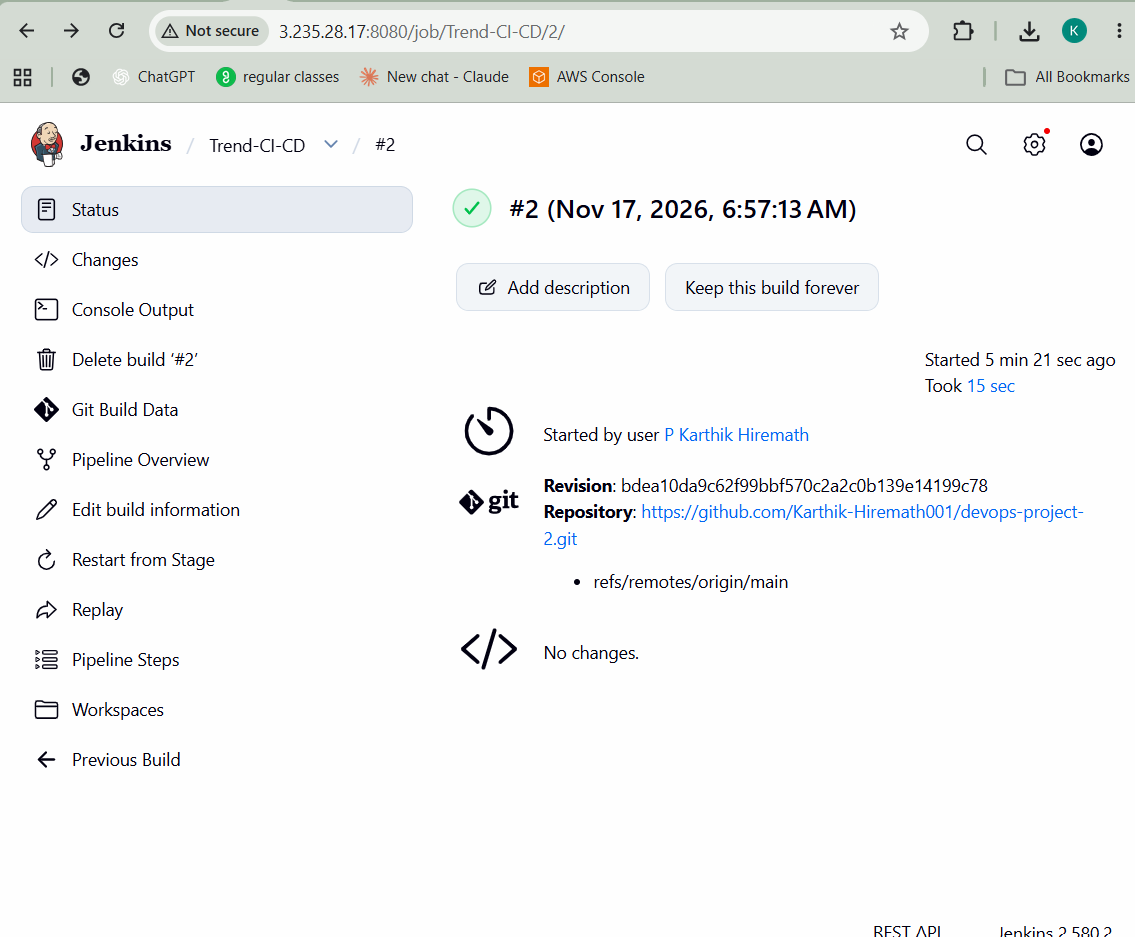 Not secure 3.235.28.17:8080/job/Trend-CI-CD/2/ K
ChatGPT 8 regular classes New chat - Claude AWS Console All Bookmarks
Jenkins / Trend-CI-CD / #2
Status
Changes
Console Output
Delete build ‘#2’
Git Build Data
Pipeline Overview
Edit build information
Restart from Stage
Replay
Pipeline Steps
Workspaces
Previous Build
#2 (Nov 17, 2026, 6:57:13 AM)
Add description Keep this build forever
Started 5 min 21 sec ago
Took 15 sec
Started by user P Karthik Hiremath
git
Revision: bdea10da9c62f99bbf570c2a2c0b139e14199c78
Repository: https://github.com/Karthik-Hiremath001/devops-project-
2.git
• refs/remotes/origin/main
No changes.
REST API Jenkins 2.580.2